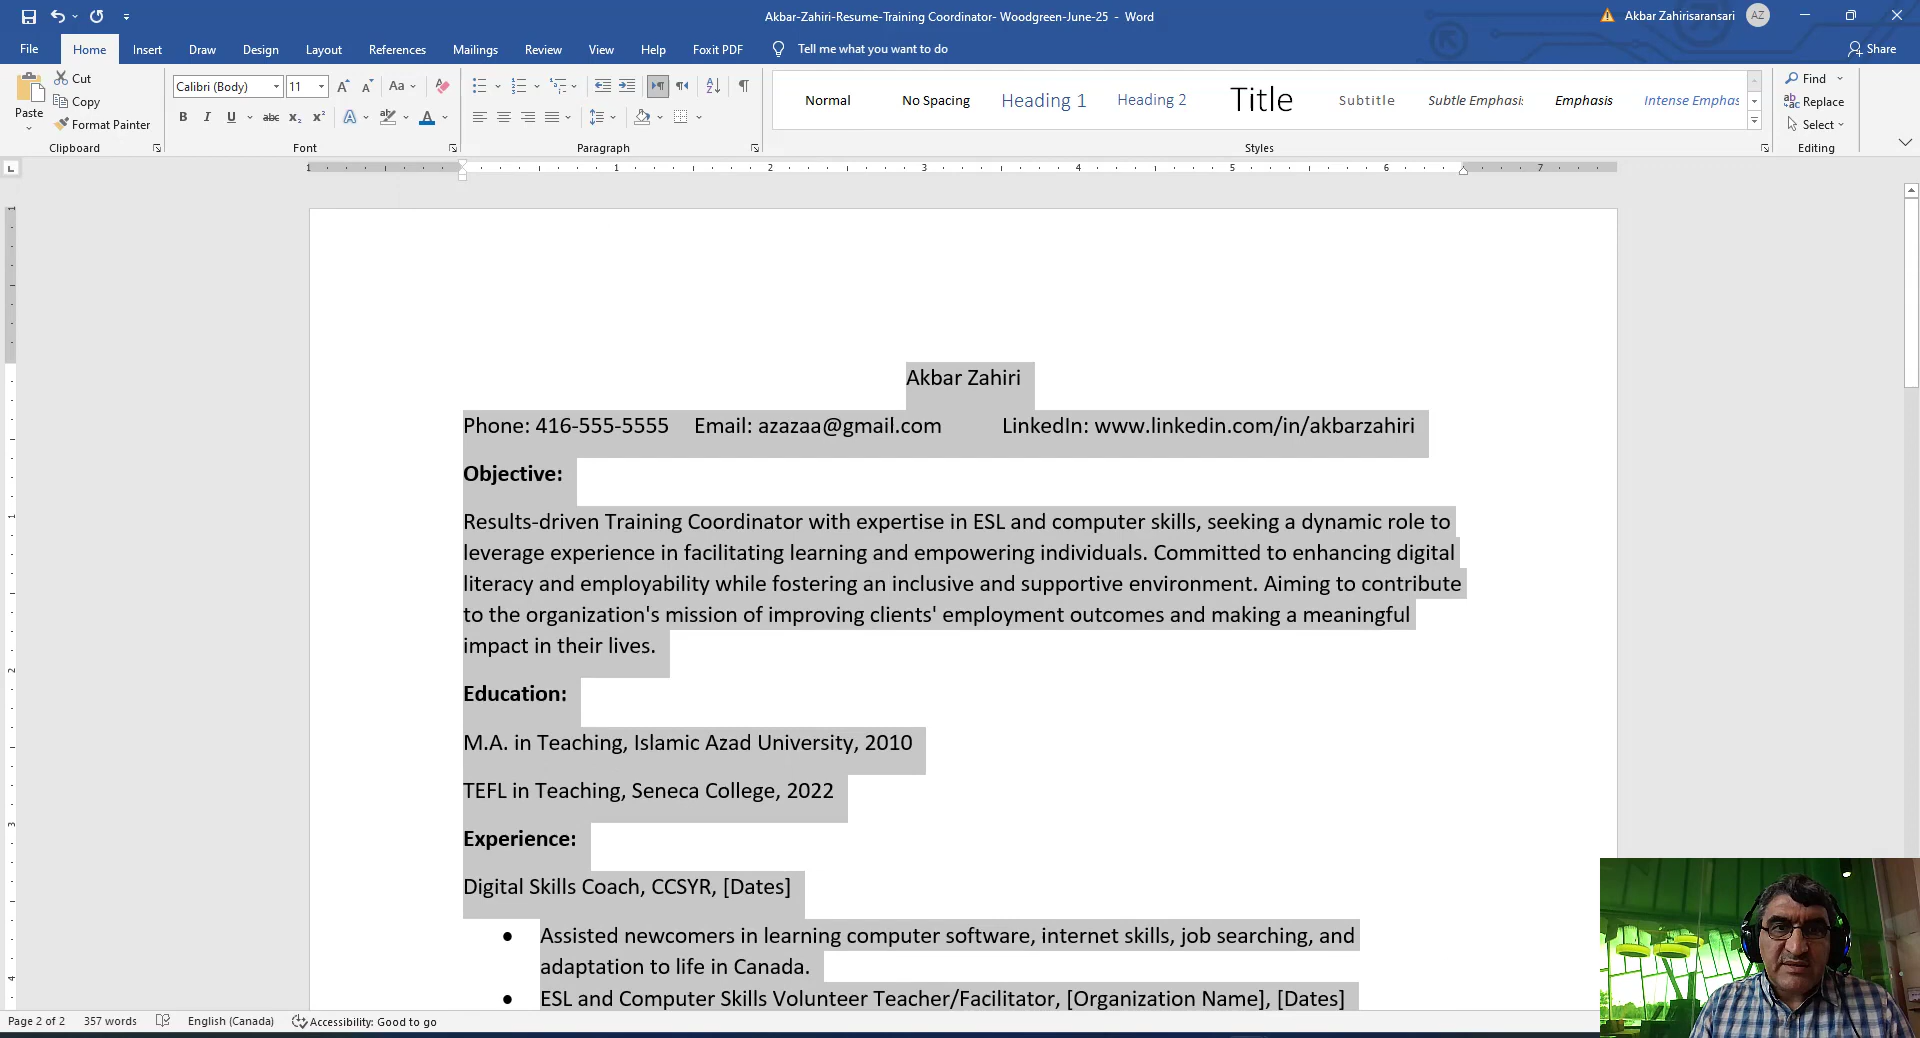 Akbar-Zahiri-Resume-Training Coordinator- Woodgreen-June-25 - Word
Akbar Zahirisaransari AZ
File Home Insert Draw Design Layout References Mailings Review View Help Foxit PDF Tell me what you want to do Share
Paste
Cut
Copy
Format Painter
Clipboard
Calibri (Body) 11
Font
Paragraph
Normal No Spacing Heading 1 Heading 2 Title Subtitle Subtle Emphasis Emphasis Intense Emphas
Styles
Find
Replace
Select
Editing
1 1 2 3 4 5 6 7
Akbar Zahiri
Phone: 416-555-5555 Email: azazaa@gmail.com LinkedIn: www.linkedin.com/in/akbarzahiri
Objective:
Results-driven Training Coordinator with expertise in ESL and computer skills, seeking a dynamic role to
leverage experience in facilitating learning and empowering individuals. Committed to enhancing digital
literacy and employability while fostering an inclusive and supportive environment. Aiming to contribute
to the organization's mission of improving clients' employment outcomes and making a meaningful
impact in their lives.
Education:
M.A. in Teaching, Islamic Azad University, 2010
TEFL in Teaching, Seneca College, 2022
Experience:
Digital Skills Coach, CCSYR, [Dates]
• Assisted newcomers in learning computer software, internet skills, job searching, and
adaptation to life in Canada.
• ESL and Computer Skills Volunteer Teacher/Facilitator, [Organization Name], [Dates]
Page 2 of 2 357 words English (Canada) Accessibility: Good to go